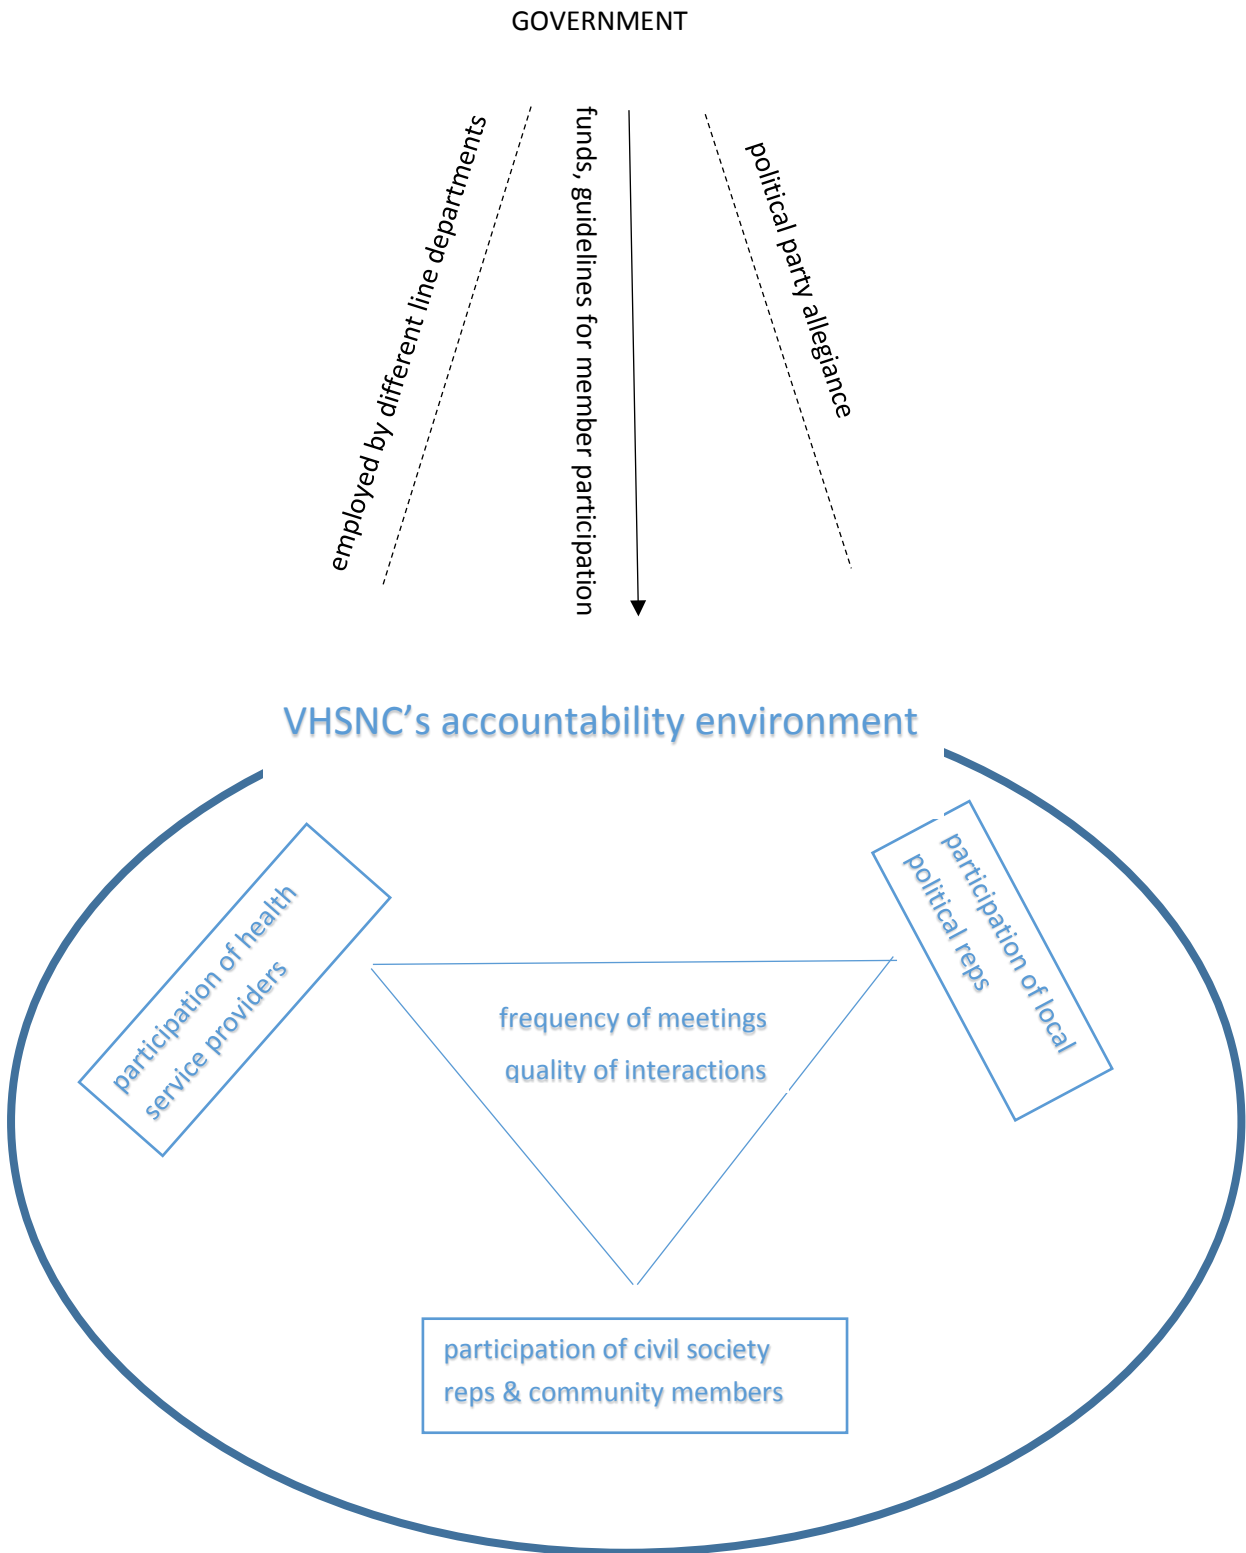 GOVERNMENT
employed by different line departments
funds, guidelines for member participation
political party allegiance
VHSNC’s accountability environment
participation of health
service providers
participation of local
political reps
frequency of meetings
quality of interactions
participation of civil society
reps & community members